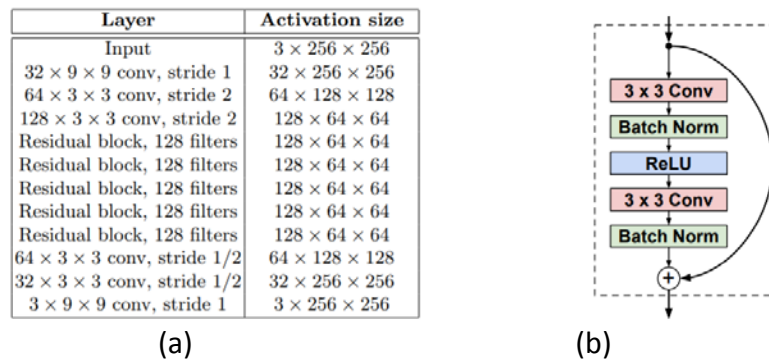 Layer Activation size
Input 3 × 256 × 256
32 × 9 × 9 conv, stride 1 32 × 256 × 256
64 × 3 × 3 conv, stride 2 64 × 128 × 128
128 × 3 × 3 conv, stride 2 128 × 64 × 64
Residual block, 128 filters 128 × 64 × 64
Residual block, 128 filters 128 × 64 × 64
Residual block, 128 filters 128 × 64 × 64
Residual block, 128 filters 128 × 64 × 64
Residual block, 128 filters 128 × 64 × 64
64 × 3 × 3 conv, stride 1/2 64 × 128 × 128
32 × 3 × 3 conv, stride 1/2 32 × 256 × 256
3 × 9 × 9 conv, stride 1 3 × 256 × 256
(a)
3 x 3 Conv
Batch Norm
ReLU
3 x 3 Conv
Batch Norm
+
(b)